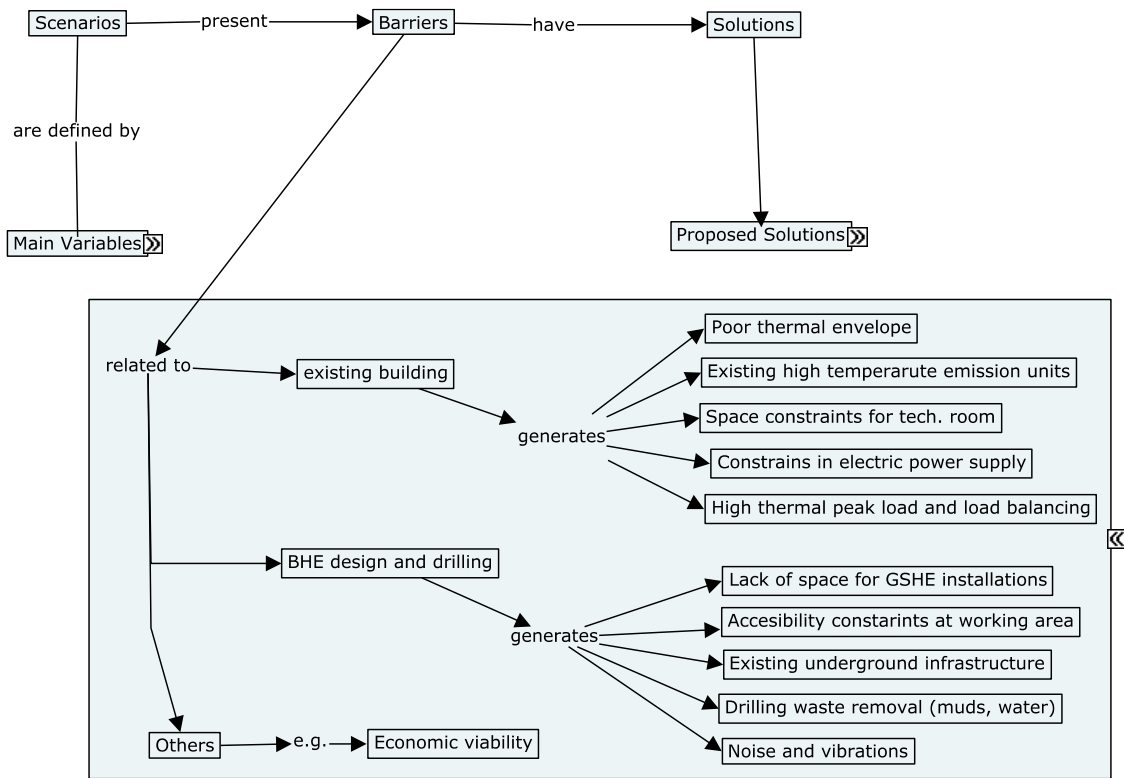 Scenarios
present
Barriers
have
Solutions
are defined by
Main Variables
Proposed Solutions
related to
existing building
generates
Poor thermal envelope
Existing high temperarute emission units
Space constraints for tech. room
Constrains in electric power supply
High thermal peak load and load balancing
BHE design and drilling
generates
Lack of space for GSHE installations
Accesibility constarints at working area
Existing underground infrastructure
Drilling waste removal (muds, water)
Noise and vibrations
Others
e.g.
Economic viability